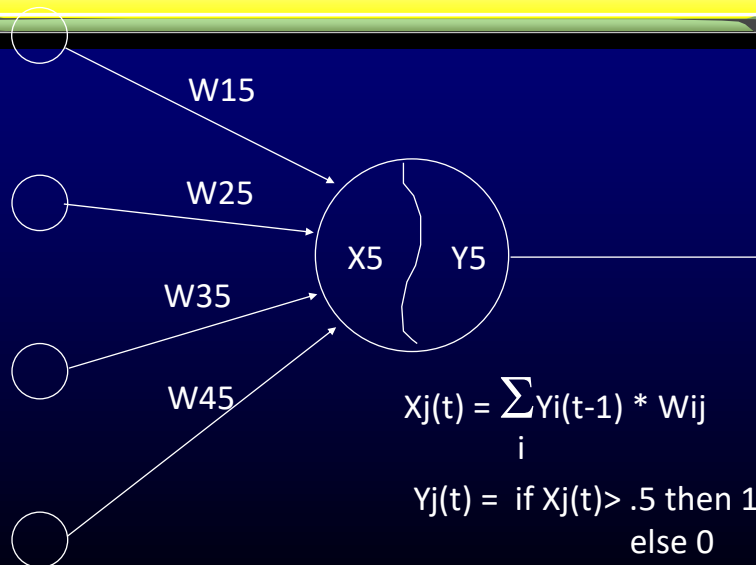 W15
W25
X5 Y5
W35
W45
Xj(t) = ∑Yi(t-1) * Wij
i
Yj(t) = if Xj(t)> .5 then 1
else 0